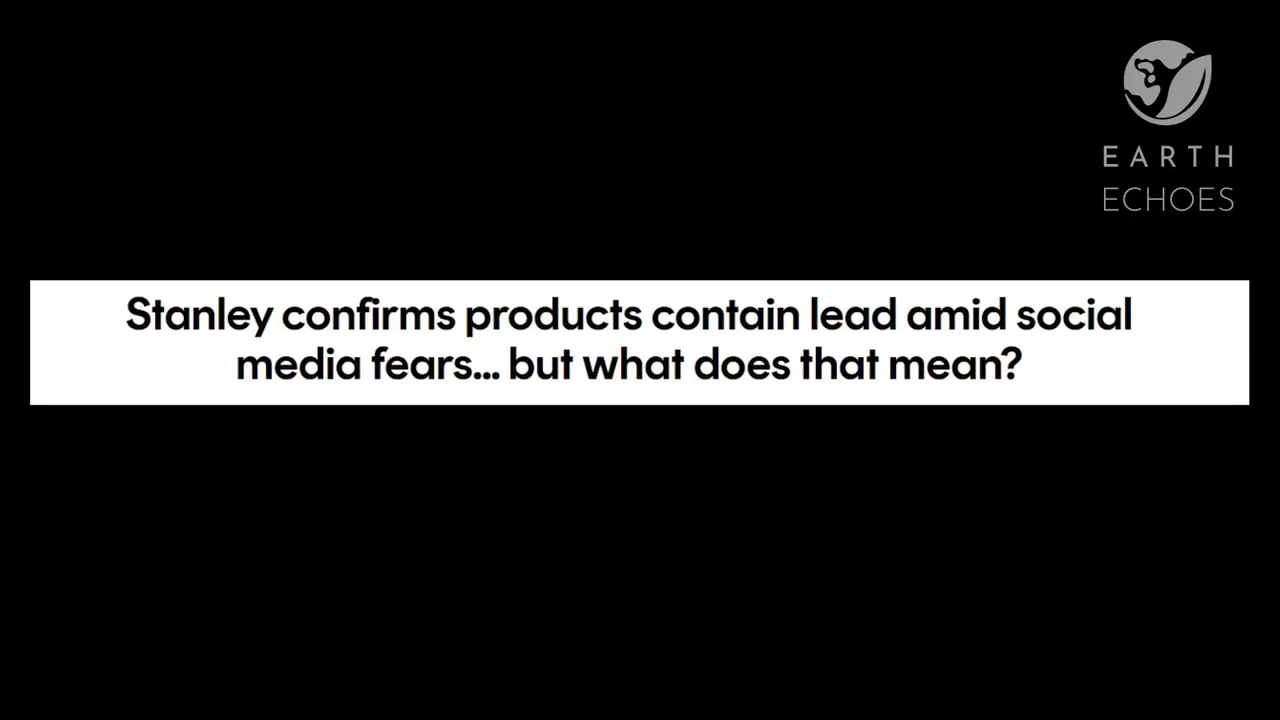 EARTH
ECHOES
Stanley confirms products contain lead amid social
media fears... but what does that mean?